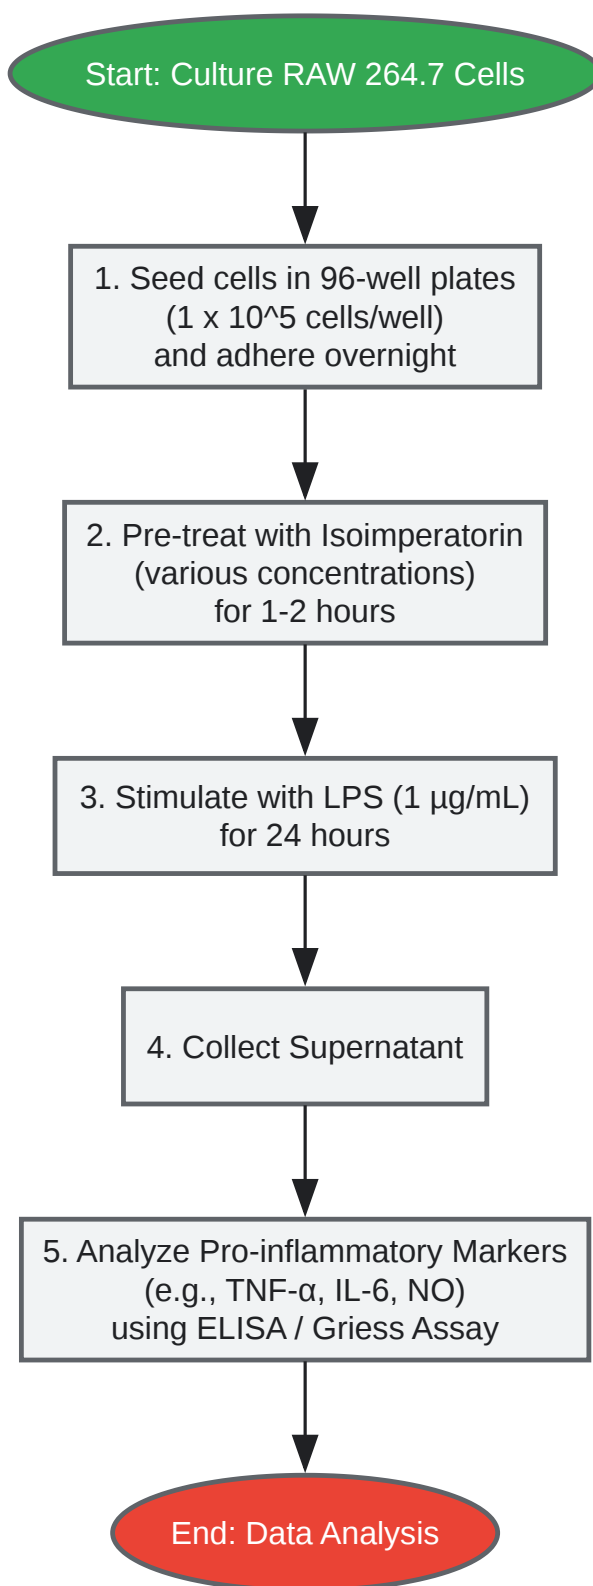 Start: Culture RAW 264.7 Cells
1. Seed cells in 96-well plates
(1 x 10^5 cells/well)
and adhere overnight
2. Pre-treat with Isoimperatorin
(various concentrations)
for 1-2 hours
3. Stimulate with LPS (1 µg/mL)
for 24 hours
4. Collect Supernatant
5. Analyze Pro-inflammatory Markers
(e.g., TNF-α, IL-6, NO)
using ELISA / Griess Assay
End: Data Analysis